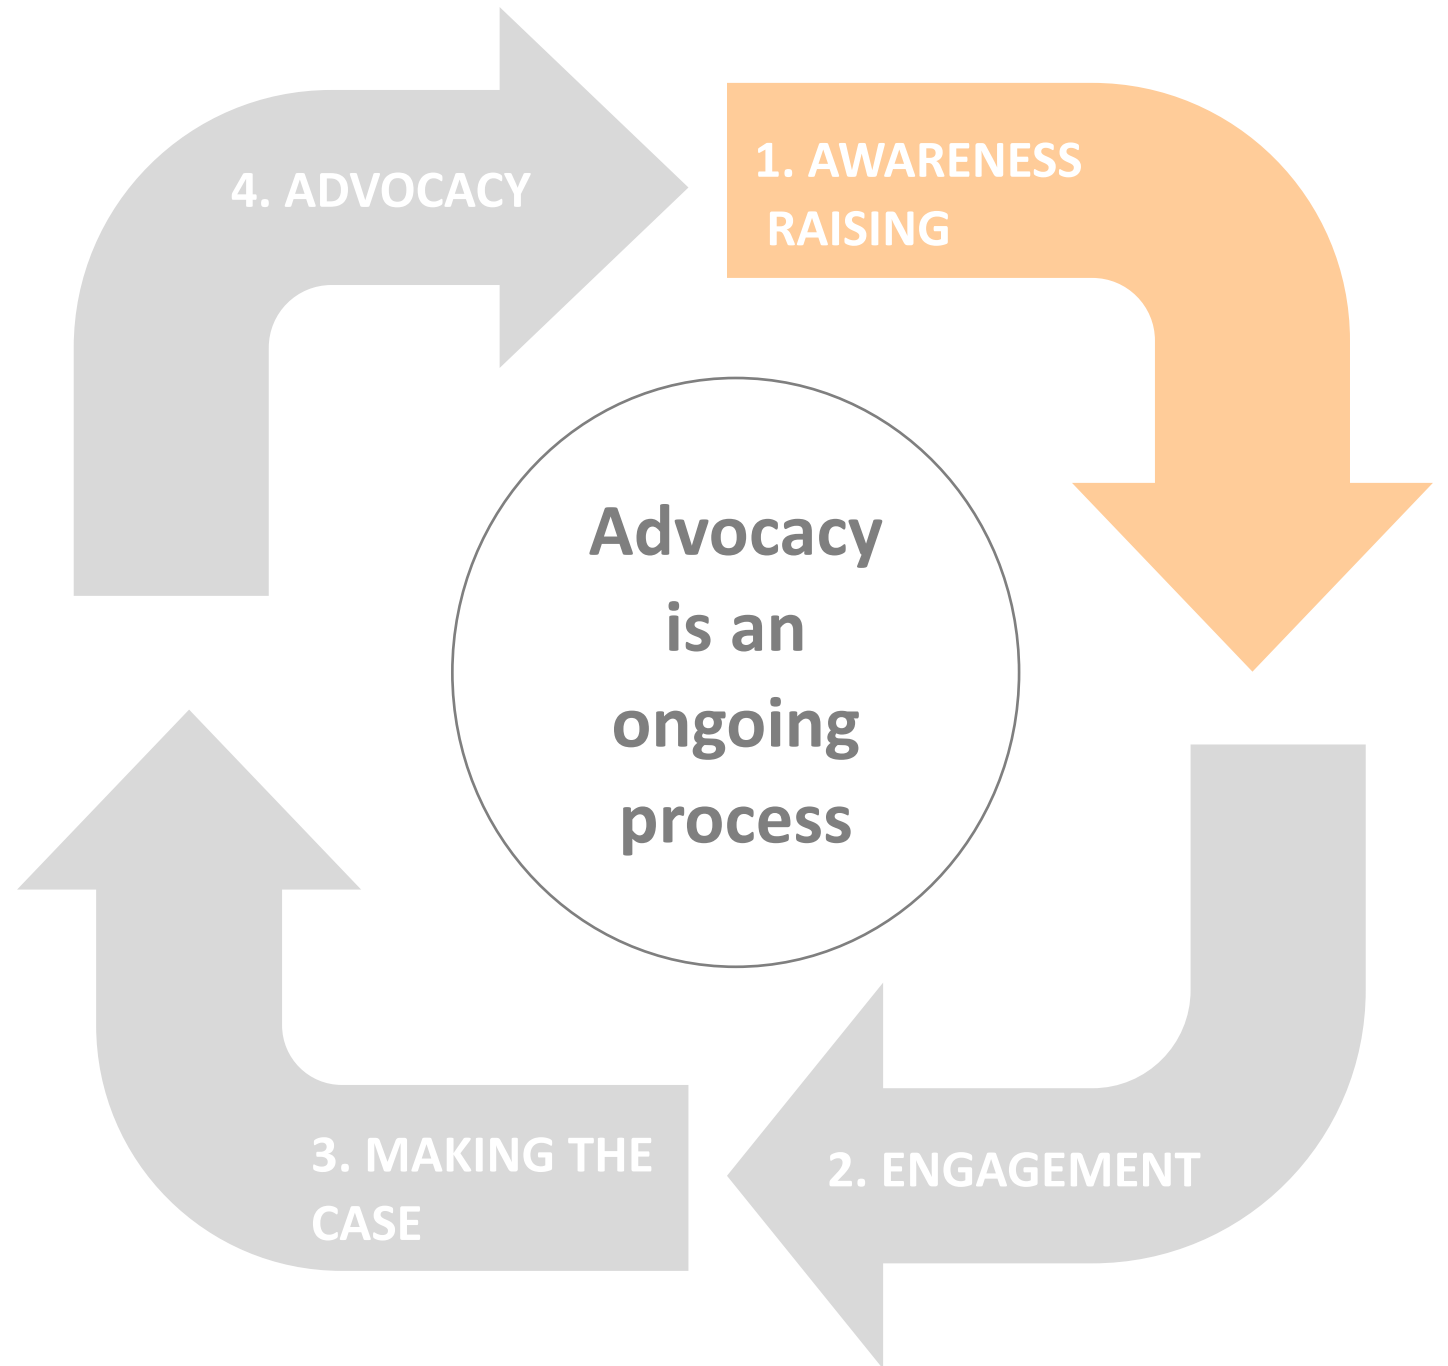 1. AWARENESS
RAISING
2. ENGAGEMENT
3. MAKING THE
CASE
4. ADVOCACY
Advocacy
is an
ongoing
process